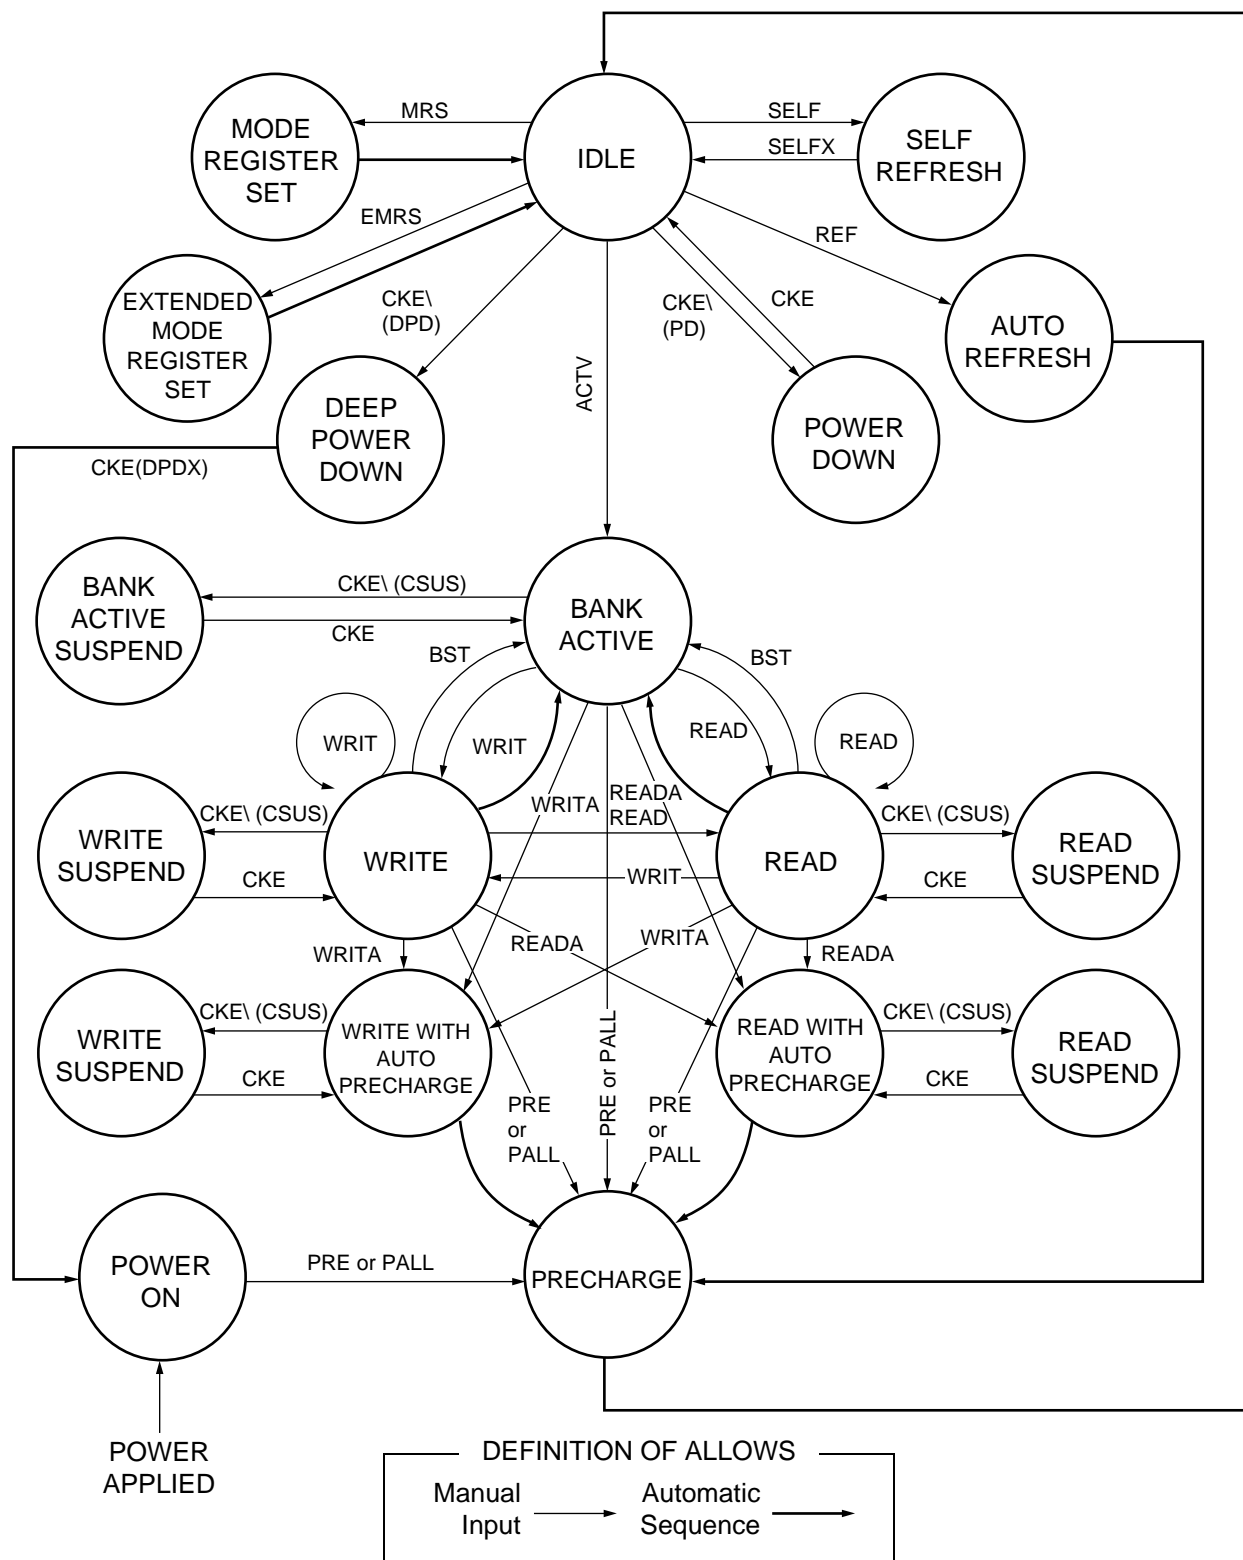 MRS
SELF
MODE
REGISTER
SET
IDLE
SELFX
SELF
REFRESH
EMRS
REF
EXTENDED
MODE
REGISTER
SET
CKE\
(DPD)
CKE\
(PD)
CKE
AUTO
REFRESH
ACTV
DEEP
POWER
DOWN
POWER
DOWN
CKE(DPDX)
BANK
ACTIVE
SUSPEND
CKE\ (CSUS)
CKE
BANK
ACTIVE
BST
BST
WRIT
WRIT
READ
READ
WRITA
READA
READ
WRITE
SUSPEND
CKE\ (CSUS)
CKE
WRITE
WRIT
READ
CKE\ (CSUS)
CKE
READ
SUSPEND
WRITA
READA
WRITA
READA
WRITE
SUSPEND
CKE\ (CSUS)
CKE
WRITE WITH
AUTO
PRECHARGE
READ WITH
AUTO
PRECHARGE
CKE\ (CSUS)
CKE
READ
SUSPEND
PRE
or
PALL
PRE or PALL
PRE
or
PALL
POWER
ON
PRE or PALL
PRECHARGE
POWER
APPLIED
DEFINITION OF ALLOWS
Manual
Input
Automatic
Sequence